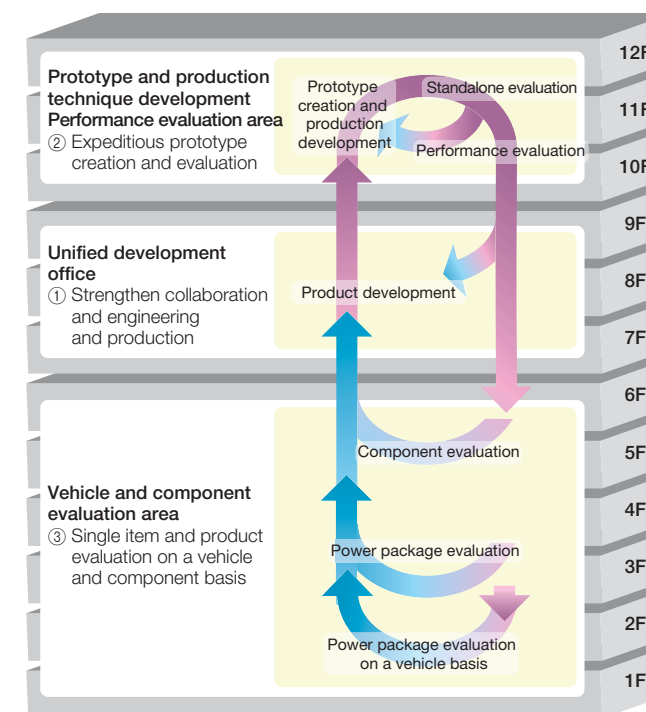 Prototype and production
technique development
Performance evaluation area
② Expeditious prototype
creation and evaluation
Prototype
creation and
production
development
Standalone evaluation
Performance evaluation
Unified development
office
① Strengthen collaboration
and engineering
and production
Product development
Vehicle and component
evaluation area
③ Single item and product
evaluation on a vehicle
and component basis
Component evaluation
Power package evaluation
Power package evaluation
on a vehicle basis
12F
11F
10F
9F
8F
7F
6F
5F
4F
3F
2F
1F